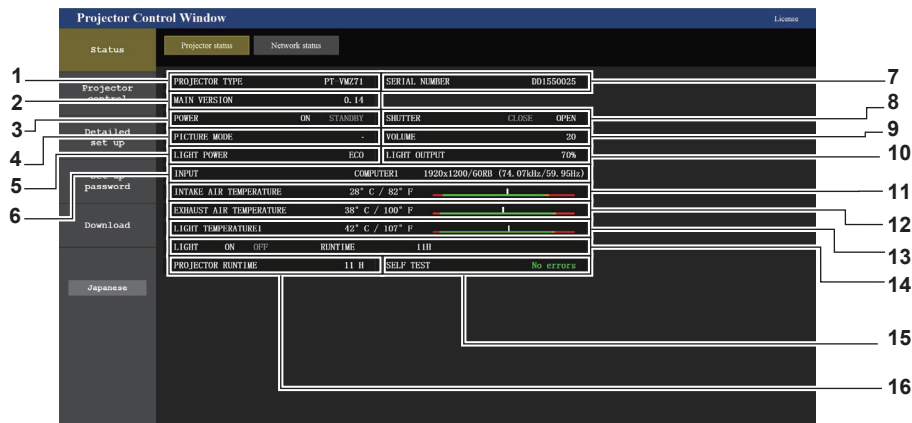 Projector Control Window License
Status
Projector status Network status
1 PROJECTOR TYPE PT-VMZ71 SERIAL NUMBER DD1550025 7
Projector
control
2 MAIN VERSION 0.14
3 POWER ON STANDBY SHUTTER CLOSE OPEN 8
Detailed
set up
4 PICTURE MODE - VOLUME 20 9
5 LIGHT POWER ECO LIGHT OUTPUT 70% 10
Set up
password
6 INPUT COMPUTER1 1920x1200/60RB (74.07kHz/59.95Hz)
INTAKE AIR TEMPERATURE 28° C / 82° F 11
EXHAUST AIR TEMPERATURE 38° C / 100° F 12
Download
LIGHT TEMPERATURE1 42° C / 107° F 13
LIGHT ON OFF RUNTIME 11H 14
PROJECTOR RUNTIME 11 H SELF TEST No errors
Japanese
15
16